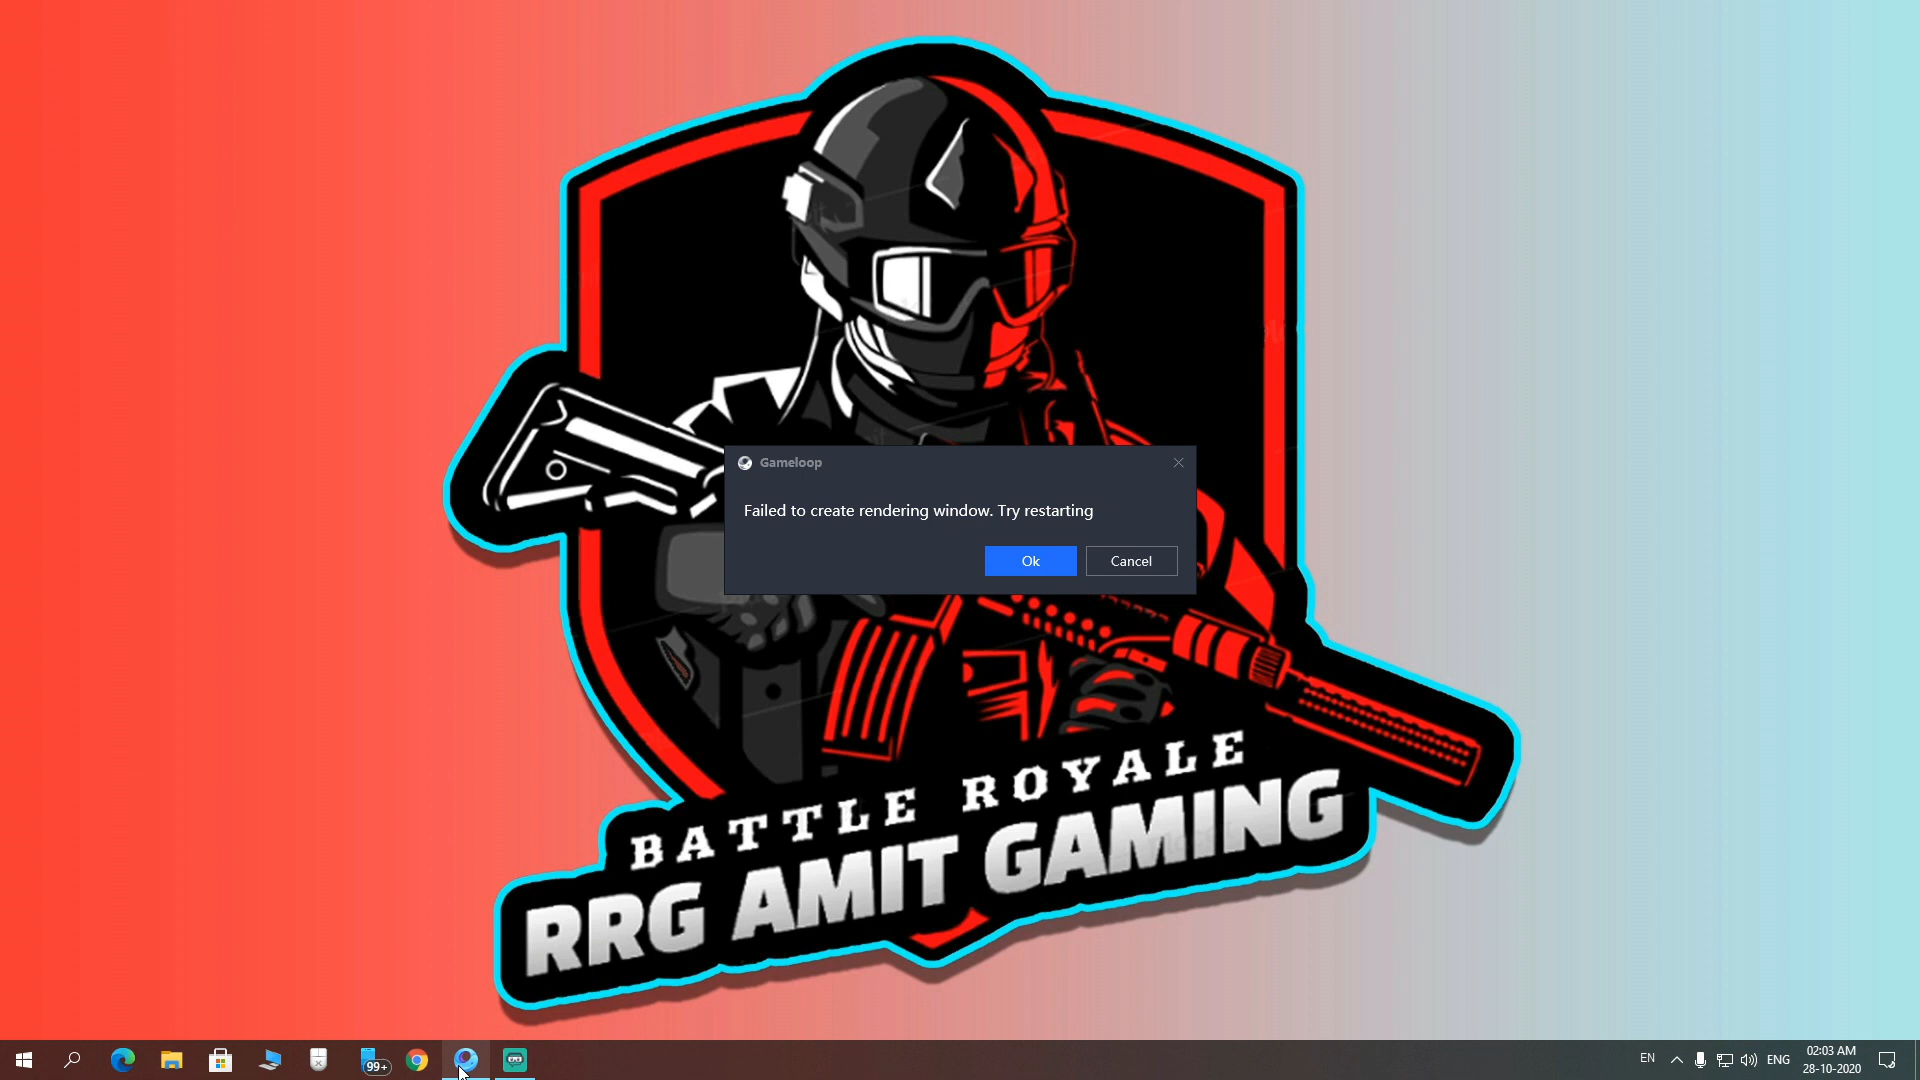 Gameloop
Failed to create rendering window. Try restarting
Ok
Cancel
BATTLE ROYALE
RRG AMIT GAMING
99+
EN
ENG
02:03 AM
28-10-2020